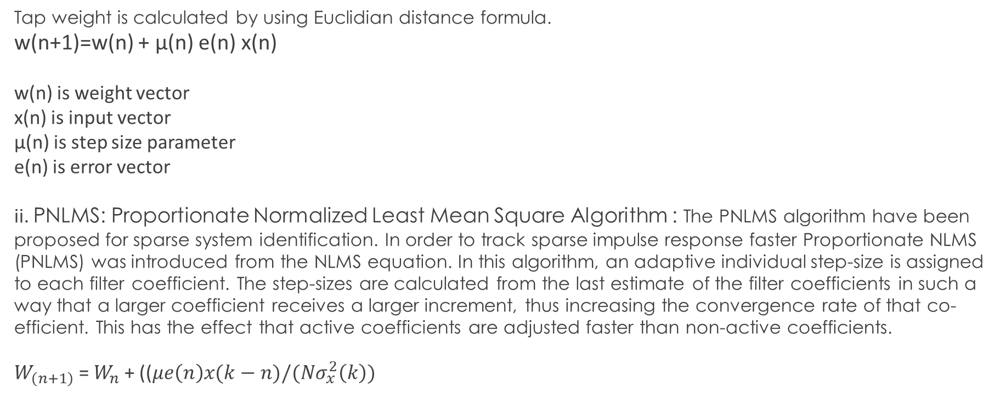 Tap weight is calculated by using Euclidian distance formula.
w(n+1)=w(n) + μ(n) e(n) x(n)
w(n) is weight vector
x(n) is input vector
μ(n) is step size parameter
e(n) is error vector
ii. PNLMS: Proportionate Normalized Least Mean Square Algorithm : The PNLMS algorithm have been
proposed for sparse system identification. In order to track sparse impulse response faster Proportionate NLMS
(PNLMS) was introduced from the NLMS equation. In this algorithm, an adaptive individual step-size is assigned
to each filter coefficient. The step-sizes are calculated from the last estimate of the filter coefficients in such a
way that a larger coefficient receives a larger increment, thus increasing the convergence rate of that co-
efficient. This has the effect that active coefficients are adjusted faster than non-active coefficients.
W₍ₙ₊₁₎ = Wₙ + ((μe(n)x(k − n)/(Nσₓ²(k))